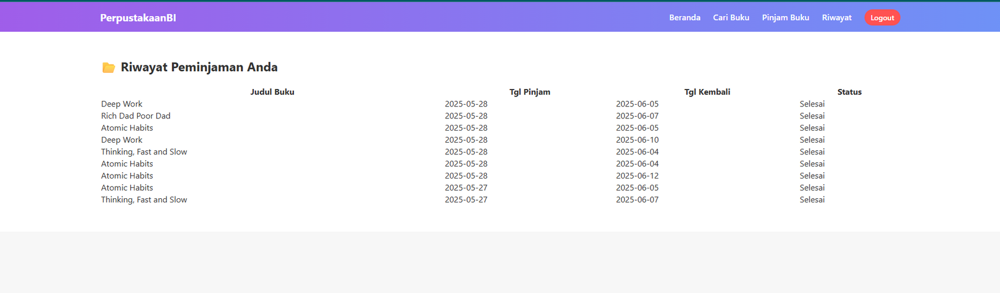 PerpustakaanBI Beranda Cari Buku Pinjam Buku Riwayat Logout
Riwayat Peminjaman Anda
Judul Buku Tgl Pinjam Tgl Kembali Status
Deep Work 2025-05-28 2025-06-05 Selesai
Rich Dad Poor Dad 2025-05-28 2025-06-07 Selesai
Atomic Habits 2025-05-28 2025-06-05 Selesai
Deep Work 2025-05-28 2025-06-10 Selesai
Thinking, Fast and Slow 2025-05-28 2025-06-04 Selesai
Atomic Habits 2025-05-28 2025-06-04 Selesai
Atomic Habits 2025-05-28 2025-06-12 Selesai
Atomic Habits 2025-05-27 2025-06-05 Selesai
Thinking, Fast and Slow 2025-05-27 2025-06-07 Selesai